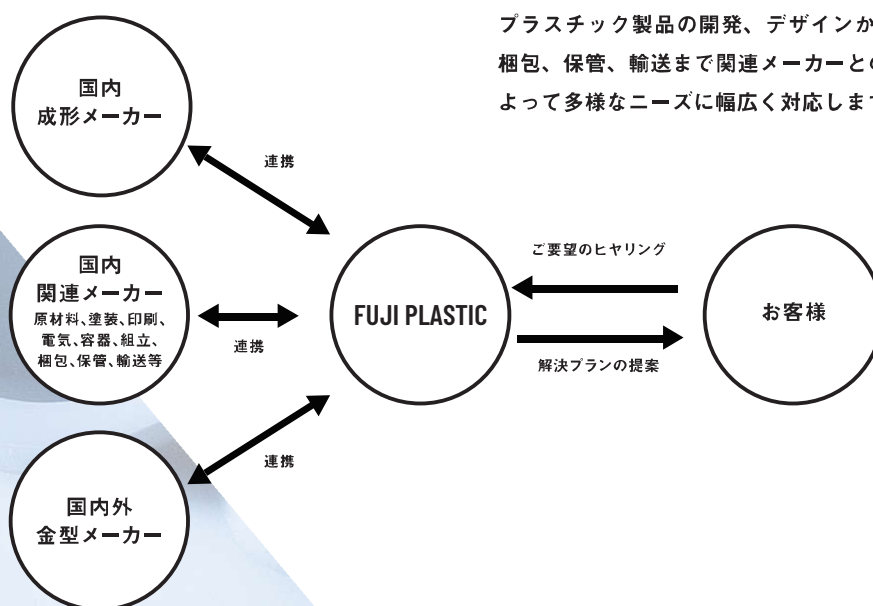 プラスチック製品の開発、デザインか
梱包、保管、輸送まで関連メーカーと
よって多様なニーズに幅広く対応しま
国内
成形メーカー
連携
国内
関連メーカー
原材料、塗装、印刷、
電気、容器、組立、
梱包、保管、輸送等
連携
FUJI PLASTIC
ご要望のヒヤリング
解決プランの提案
お客様
連携
国内外
金型メーカー